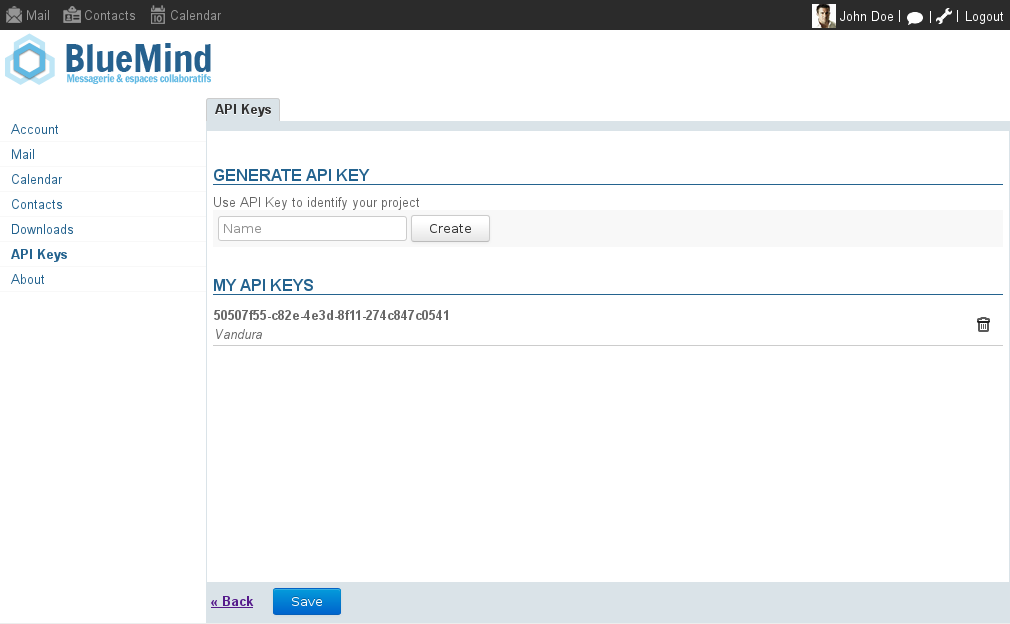 Mail Contacts Calendar John Doe | | | Logout
BlueMind
Messagerie & espaces collaboratifs
API Keys
Account
Mail
Calendar
Contacts
Downloads
API Keys
About
GENERATE API KEY
Use API Key to identify your project
Name Create
MY API KEYS
50507f55-c82e-4e3d-8f11-274c847c0541
Vandura
« Back Save